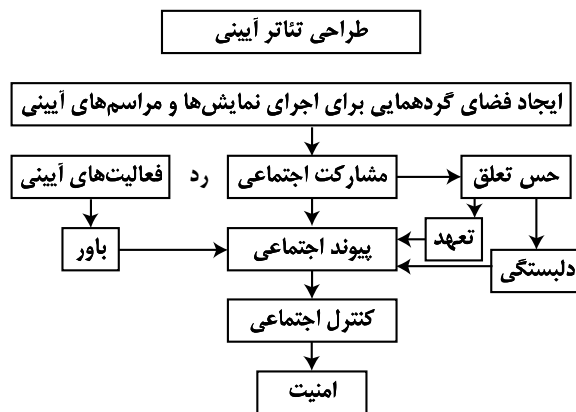 طراحی تئاتر آیینی
ایجاد فضای گردهمایی برای اجرای نمایش‌ها و مراسم‌های آیینی
حس تعلق
مشارکت اجتماعی
رد
فعالیت‌های آیینی
تعهد
پیوند اجتماعی
باور
دلبستگی
کنترل اجتماعی
امنیت